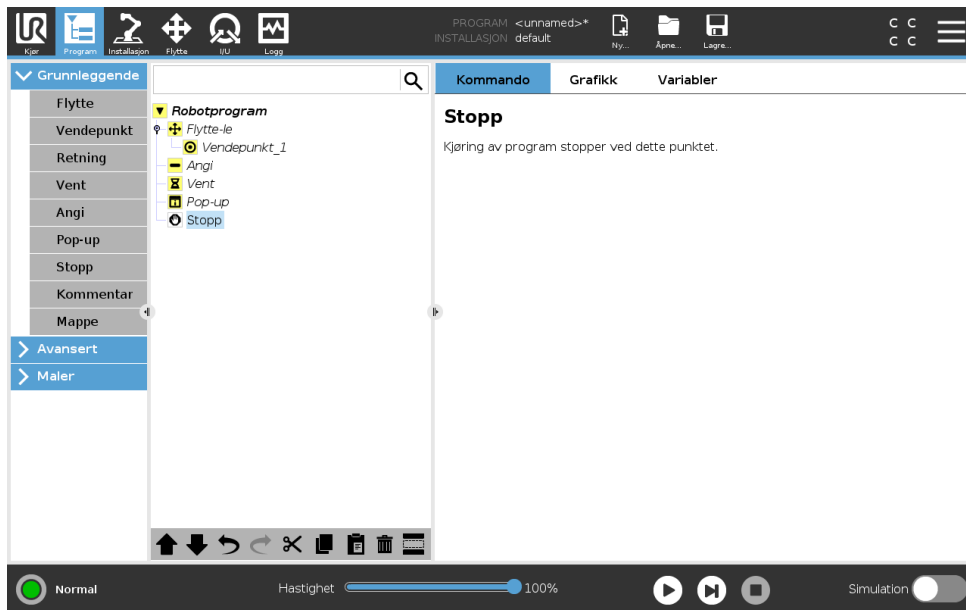 UR
Kjør
Program
Installasjon
Flytte
I/U
Logg
PROGRAM <unnamed>*
INSTALLASJON default
Ny...
Åpne...
Lagre...
C C
C C
Grunnleggende
Flytte
Vendepunkt
Retning
Vent
Angi
Pop-up
Stopp
Kommentar
Mappe
Avansert
Maler
Robotprogram
Flytte-le
Vendepunkt_1
Angi
Vent
Pop-up
Stopp
Kommando Grafikk Variabler
Stopp
Kjøring av program stopper ved dette punktet.
Normal
Hastighet 100%
Simulation